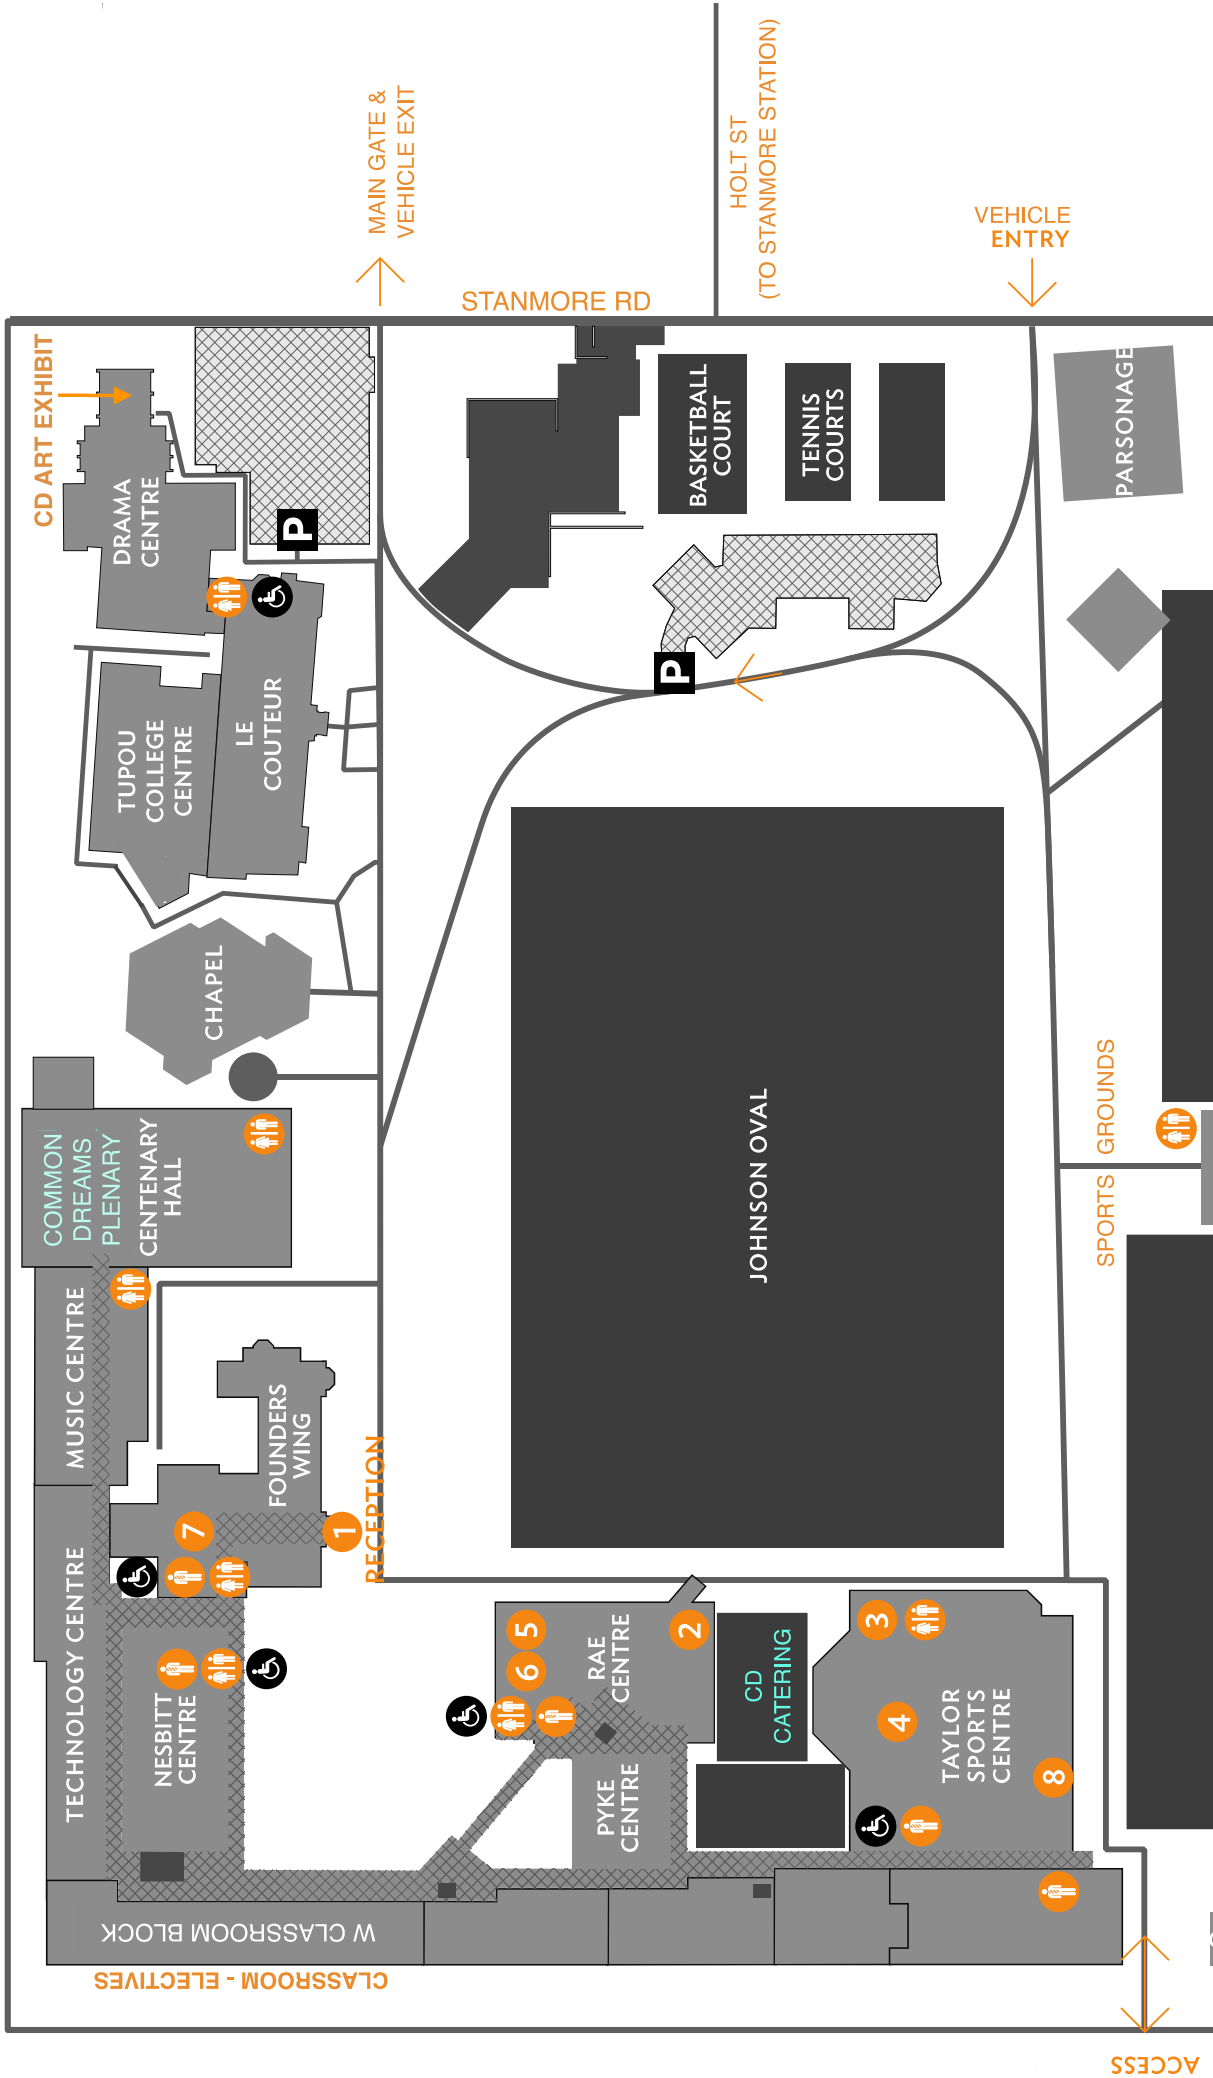 MAIN GATE &
VEHICLE EXIT
HOLT ST
(TO STANMORE STATION)
VEHICLE
ENTRY
STANMORE RD
CD ART EXHIBIT
DRAMA
CENTRE
P
BASKETBALL
COURT
TENNIS
COURTS
PARSONAGE
P
TUPOU
COLLEGE
CENTRE
LE
COUTEUR
CHAPEL
COMMON
DREAMS
PLENARY
CENTENARY
HALL
JOHNSON OVAL
SPORTS GROUNDS
MUSIC CENTRE
FOUNDERS
WING
7
1
RECEPTION
TECHNOLOGY CENTRE
NESBITT
CENTRE
5
6
RAE
CENTRE
2
PYKE
CENTRE
CD
CATERING
3
4
TAYLOR
SPORTS
CENTRE
8
W CLASSROOM BLOCK
CLASSROOM - ELECTIVES
ACCESS